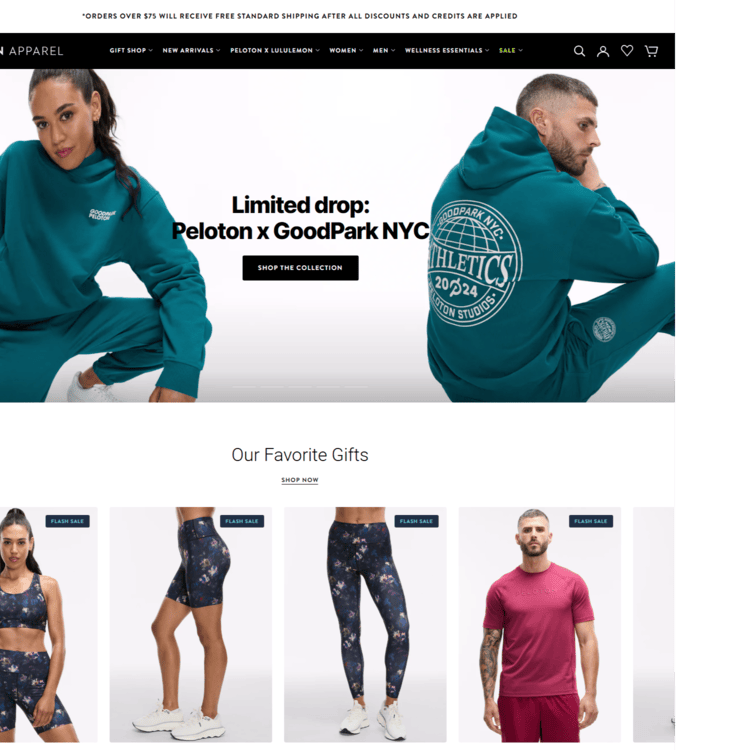 *ORDERS OVER $75 WILL RECEIVE FREE STANDARD SHIPPING AFTER ALL DISCOUNTS AND CREDITS ARE APPLIED
N APPAREL
GIFT SHOP NEW ARRIVALS PELOTON X LULULEMON WOMEN MEN WELLNESS ESSENTIALS SALE
GOODPARK
PELOTON
Limited drop:
Peloton x GoodPark NYC
SHOP THE COLLECTION
GOODPARK NYC
ATHLETICS
2024
PELOTON STUDIOS
Our Favorite Gifts
SHOP NOW
FLASH SALE
FLASH SALE
FLASH SALE
FLASH SALE